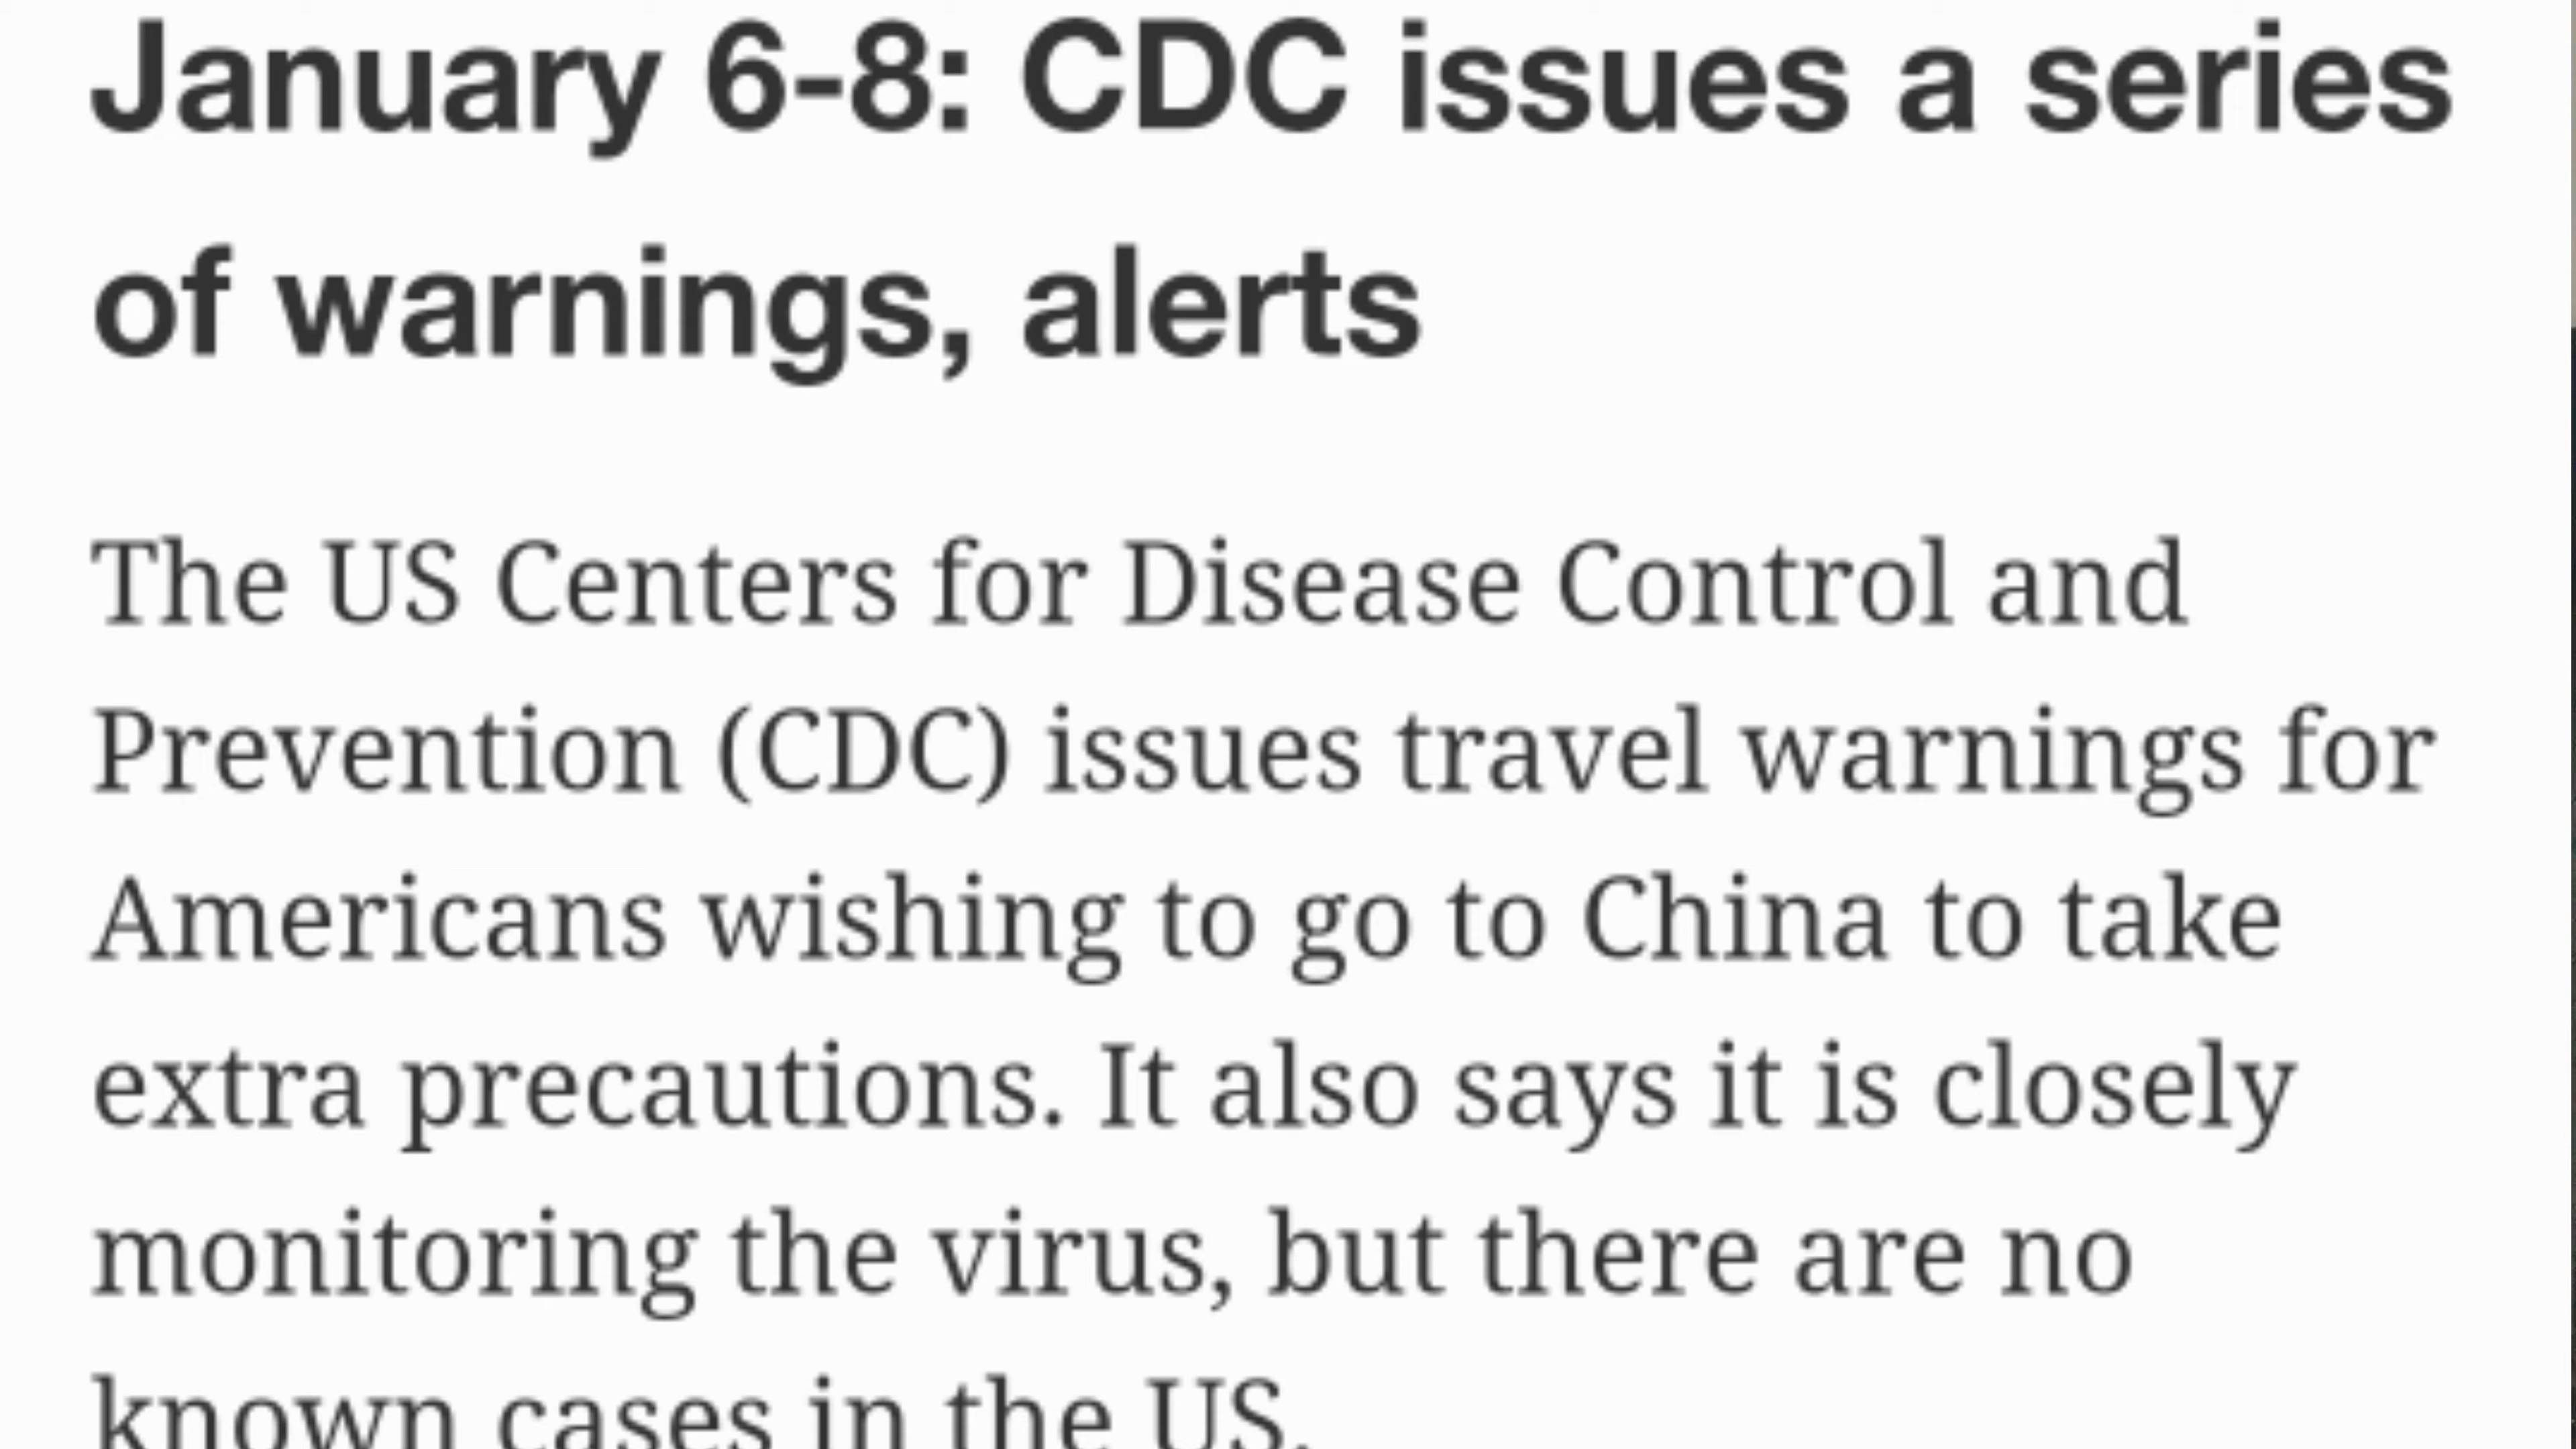 January 6-8: CDC issues a series
of warnings, alerts
The US Centers for Disease Control and
Prevention (CDC) issues travel warnings for
Americans wishing to go to China to take
extra precautions. It also says it is closely
monitoring the virus, but there are no
known cases in the US.